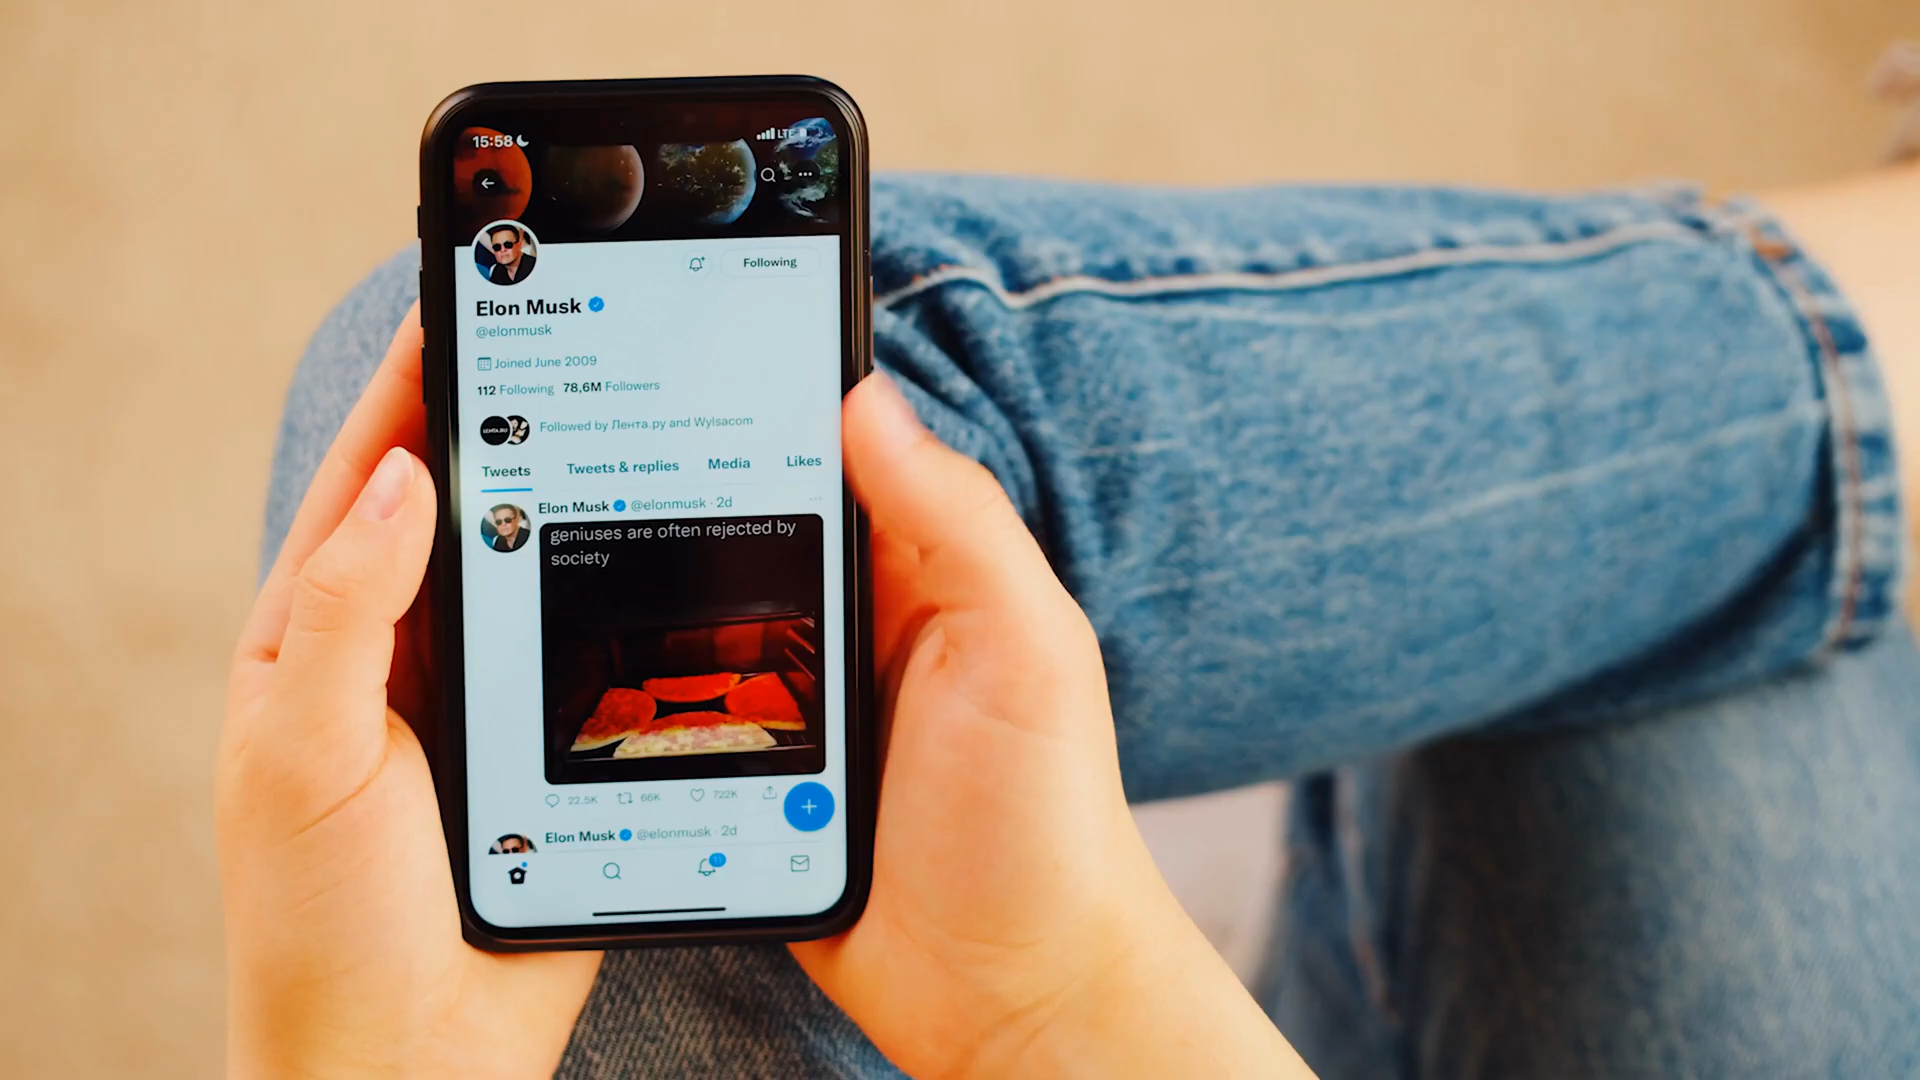 15:58 LTE
Following
Elon Musk
@elonmusk
Joined June 2009
112 Following 78,6M Followers
LENTA.RU
Followed by Лента.ру and Wylsacom
Tweets Tweets & replies Media Likes
Elon Musk @elonmusk · 2d
geniuses are often rejected by
society
22.5K 66K 722K
Elon Musk @elonmusk · 2d